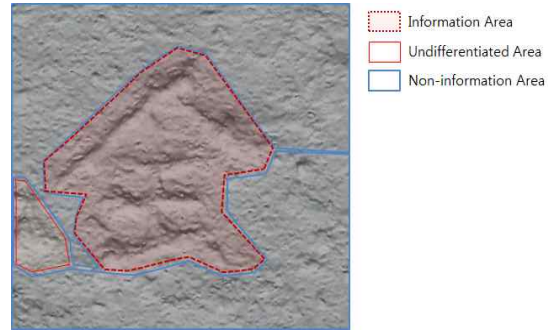 Information Area
Undifferentiated Area
Non-information Area